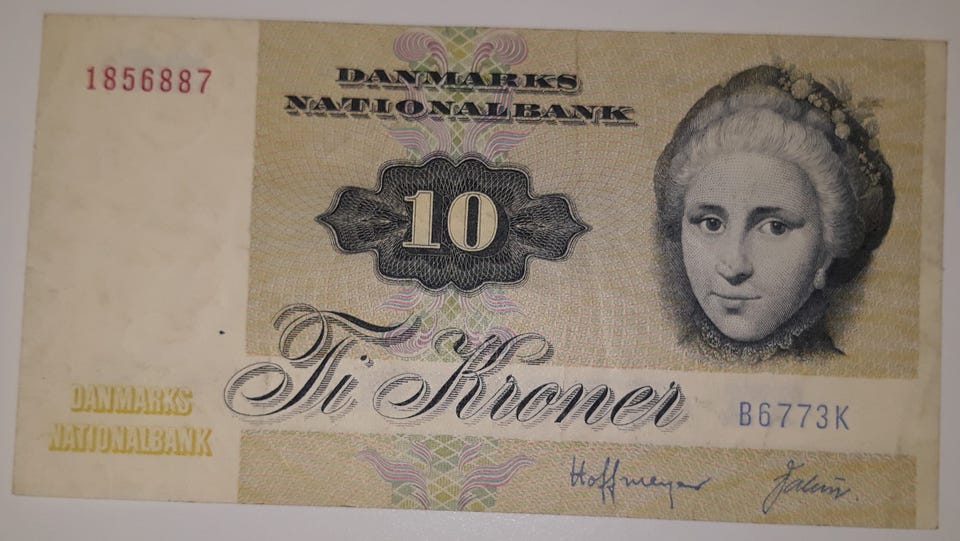 1856887
DANMARKS
NATIONALBANK
10
Ti Kroner
B6773K
DANMARKS
NATIONALBANK
Hoffmeyer